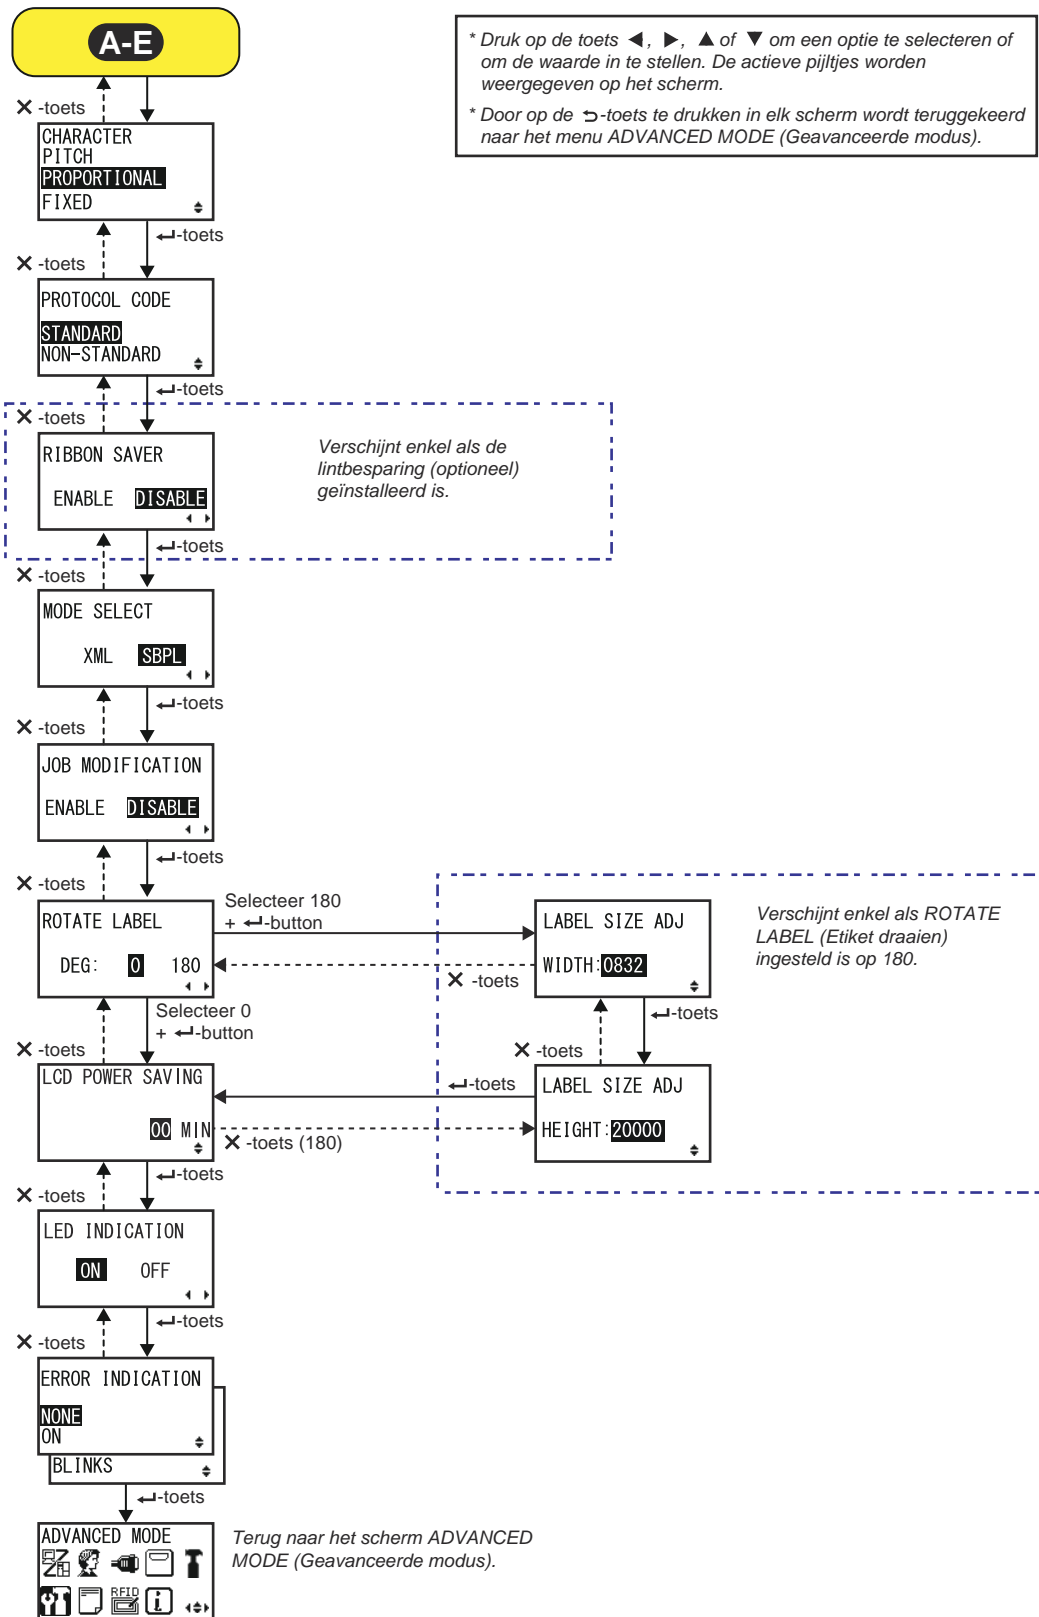 A-E
* Druk op de toets ◀, ▶, ▲ of ▼ om een optie te selecteren of
om de waarde in te stellen. De actieve pijltjes worden
weergegeven op het scherm.
* Door op de ⮌-toets te drukken in elk scherm wordt teruggekeerd
naar het menu ADVANCED MODE (Geavanceerde modus).
✕ -toets
CHARACTER
PITCH
PROPORTIONAL
FIXED
↵-toets
✕ -toets
PROTOCOL CODE
STANDARD
NON-STANDARD
↵-toets
✕ -toets
RIBBON SAVER
ENABLE DISABLE
Verschijnt enkel als de
lintbesparing (optioneel)
geïnstalleerd is.
↵-toets
✕ -toets
MODE SELECT
XML SBPL
↵-toets
✕ -toets
JOB MODIFICATION
ENABLE DISABLE
↵-toets
✕ -toets
ROTATE LABEL
DEG: 0 180
Selecteer 180
+ ↵-button
LABEL SIZE ADJ
WIDTH:0832
Verschijnt enkel als ROTATE
LABEL (Etiket draaien)
ingesteld is op 180.
✕ -toets
Selecteer 0
+ ↵-button
↵-toets
✕ -toets
✕ -toets
LCD POWER SAVING
00 MIN
↵-toets
LABEL SIZE ADJ
HEIGHT:20000
✕ -toets (180)
↵-toets
✕ -toets
LED INDICATION
ON OFF
↵-toets
✕ -toets
ERROR INDICATION
NONE
ON
BLINKS
↵-toets
ADVANCED MODE
RFID
i
Terug naar het scherm ADVANCED
MODE (Geavanceerde modus).